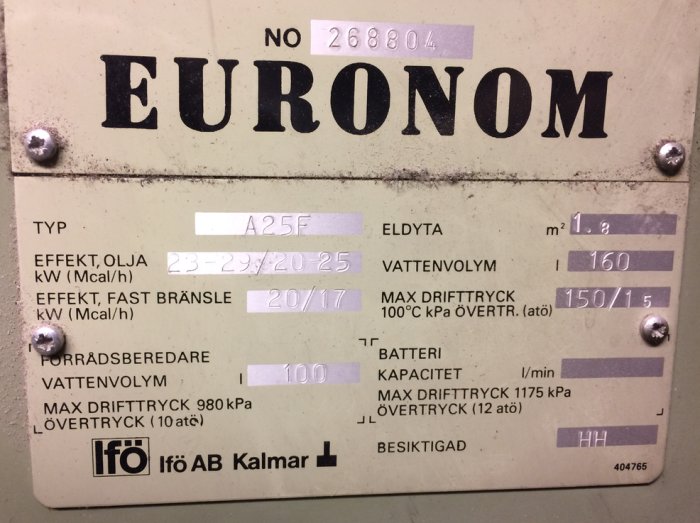 NO 268804
EURONOM
TYP A25F
EFFEKT, OLJA
kW (Mcal/h) 23-29/20-25
EFFEKT, FAST BRÄNSLE
kW (Mcal/h) 20/17
FÖRRÅDSBEREDARE
VATTENVOLYM l 100
MAX DRIFTTRYCK 980 kPa
ÖVERTRYCK (10 atö)
ELDYTA m² 1.8
VATTENVOLYM l 160
MAX DRIFTTRYCK
100°C kPa ÖVERTR. (atö) 150/1.5
BATTERI
KAPACITET l/min
MAX DRIFTTRYCK 1175 kPa
ÖVERTRYCK (12 atö)
BESIKTIGAD HH
Ifö Ifö AB Kalmar
404765